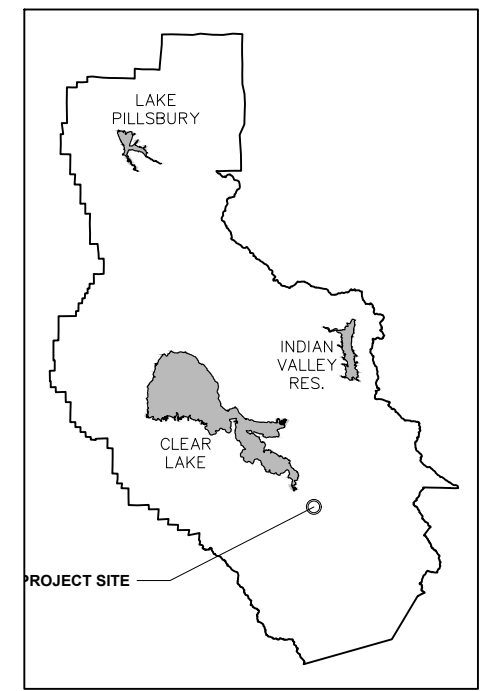 LAKE
PILLSBURY
INDIAN
VALLEY
RES.
CLEAR
LAKE
PROJECT SITE